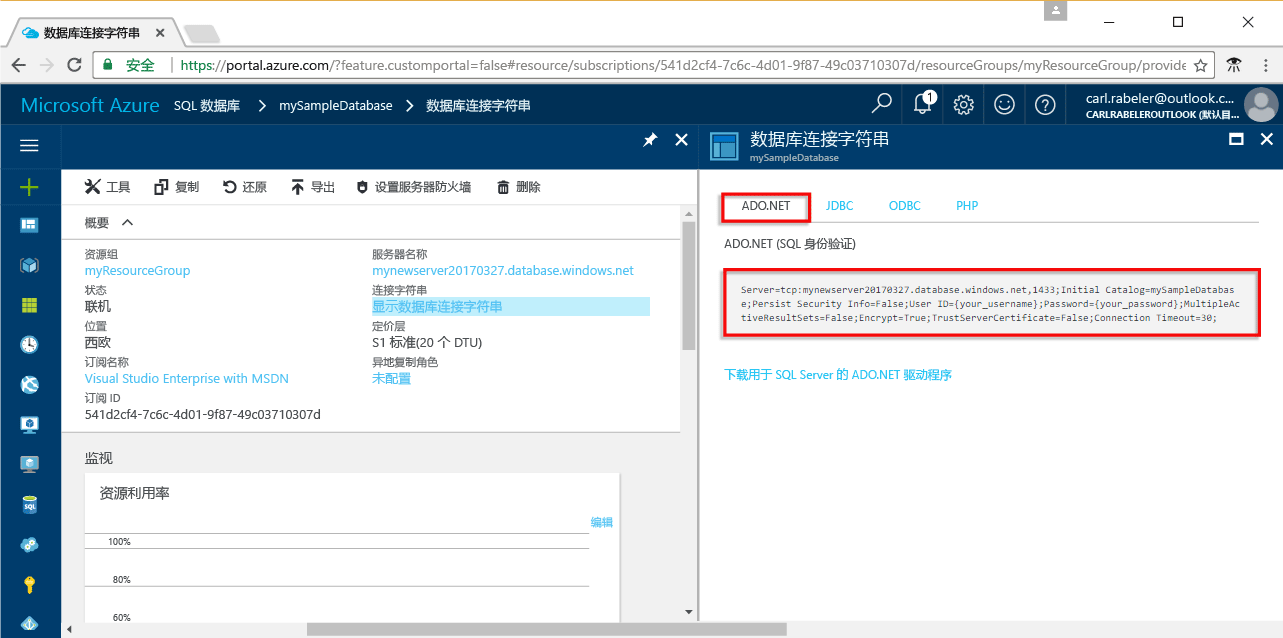 数据库连接字符串
安全
https://portal.azure.com/?feature.customportal=false#resource/subscriptions/541d2cf4-7c6c-4d01-9f87-49c03710307d/resourceGroups/myResourceGroup/provide
Microsoft Azure SQL 数据库 > mySampleDatabase > 数据库连接字符串
1
carl.rabeler@outlook.c...
CARLRABELEROUTLOOK (默认目...
数据库连接字符串
mySampleDatabase
工具 复制 还原 导出 设置服务器防火墙 删除
概要
资源组
myResourceGroup
状态
联机
位置
西欧
订阅名称
Visual Studio Enterprise with MSDN
订阅 ID
541d2cf4-7c6c-4d01-9f87-49c03710307d
服务器名称
mynewserver20170327.database.windows.net
连接字符串
显示数据库连接字符串
定价层
S1 标准(20 个 DTU)
异地复制角色
未配置
监视
资源利用率
编辑
100%
80%
60%
SQL
ADO.NET JDBC ODBC PHP
ADO.NET (SQL 身份验证)
Server=tcp:mynewserver20170327.database.windows.net,1433;Initial Catalog=mySampleDatabas
e;Persist Security Info=False;User ID={your_username};Password={your_password};MultipleAc
tiveResultSets=False;Encrypt=True;TrustServerCertificate=False;Connection Timeout=30;
下载用于 SQL Server 的 ADO.NET 驱动程序